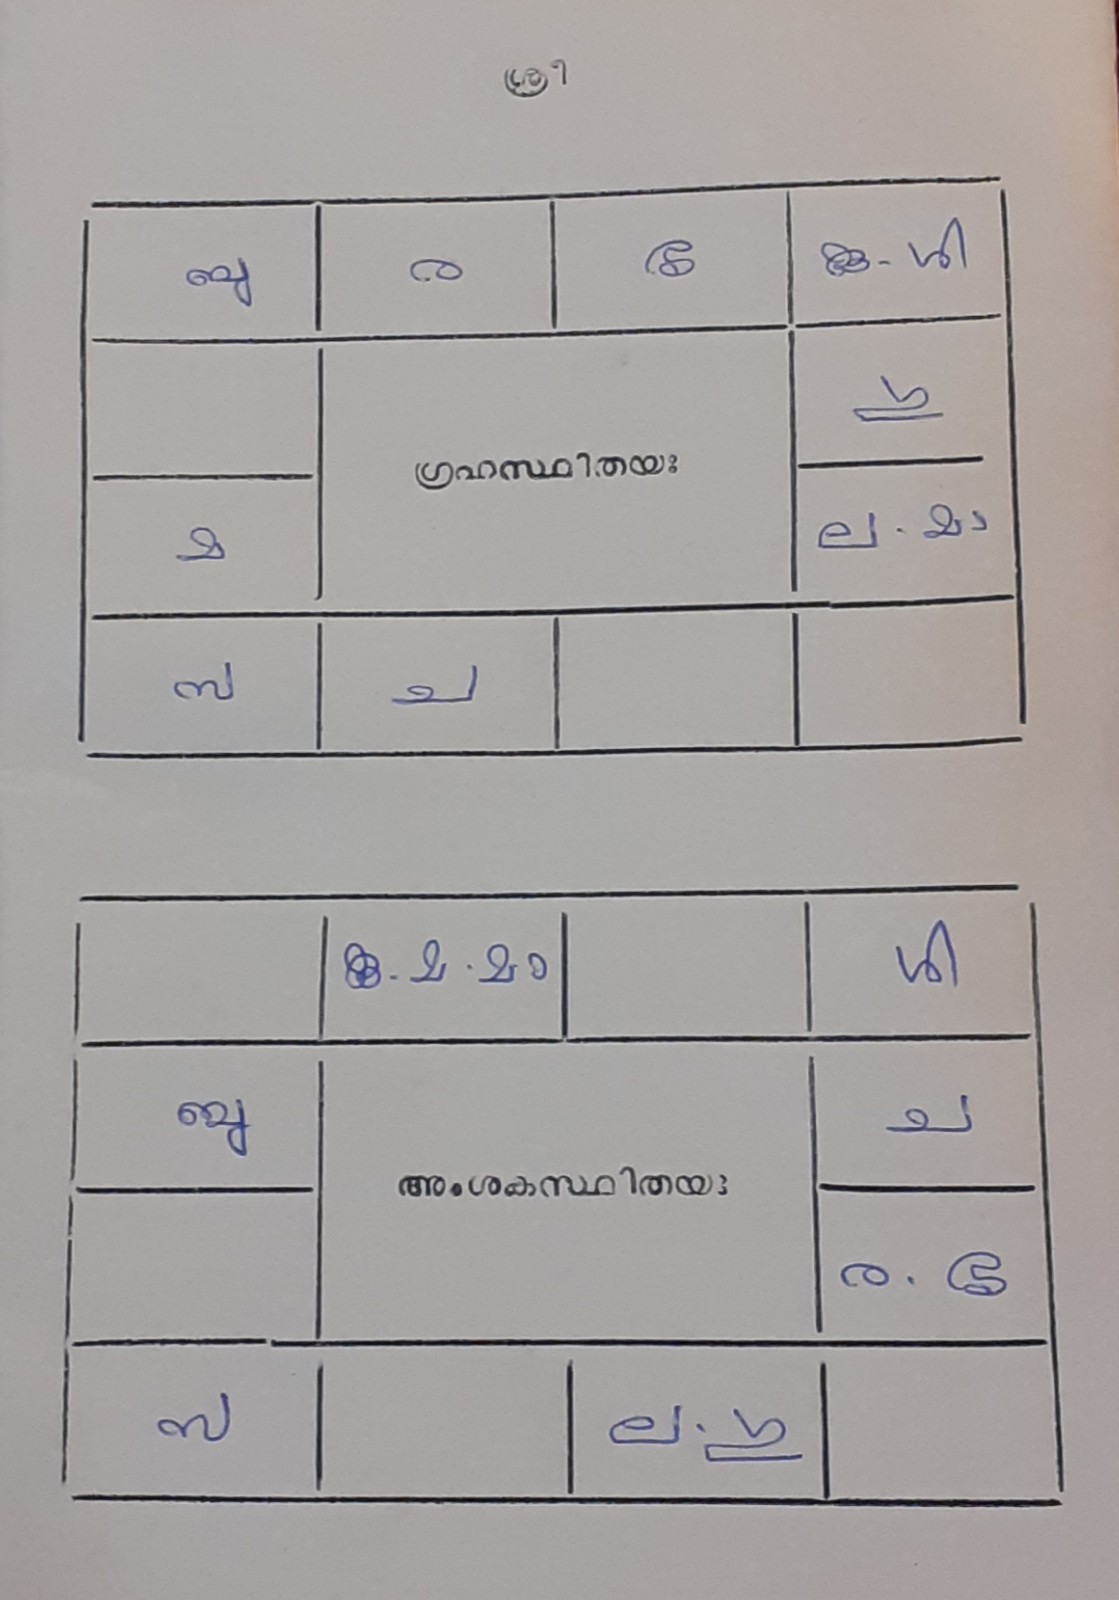 ശ്രീ
ബു ര ശു കു - ശി
ഗു
ഗ്രഹസ്ഥിതയഃ
മ ല . മാ
സ ച
കു . മ . മാ ശി
ബു ച
അംശകസ്ഥിതയഃ
ര . ശു
സ ല . ഗു